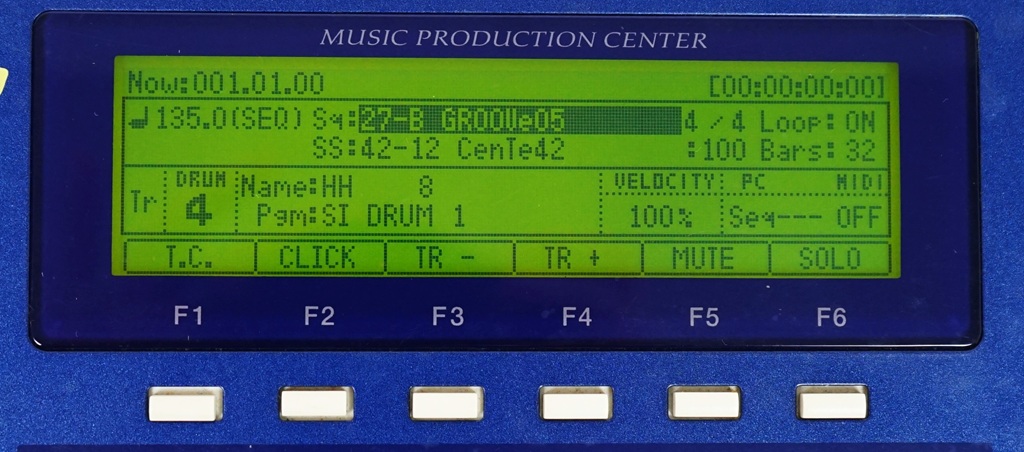 MUSIC PRODUCTION CENTER
Now:001.01.00 [00:00:00:00]
♩135.0(SEQ) Sq:27-B GROOVe05 4/4 Loop: ON
SS:42-12 CenTe42 :100 Bars: 32
DRUM Name:HH 8 VELOCITY: PC MIDI
Tr 4 Pgm:SI DRUM 1 100% Seq--- OFF
T.C. CLICK TR - TR + MUTE SOLO
F1 F2 F3 F4 F5 F6